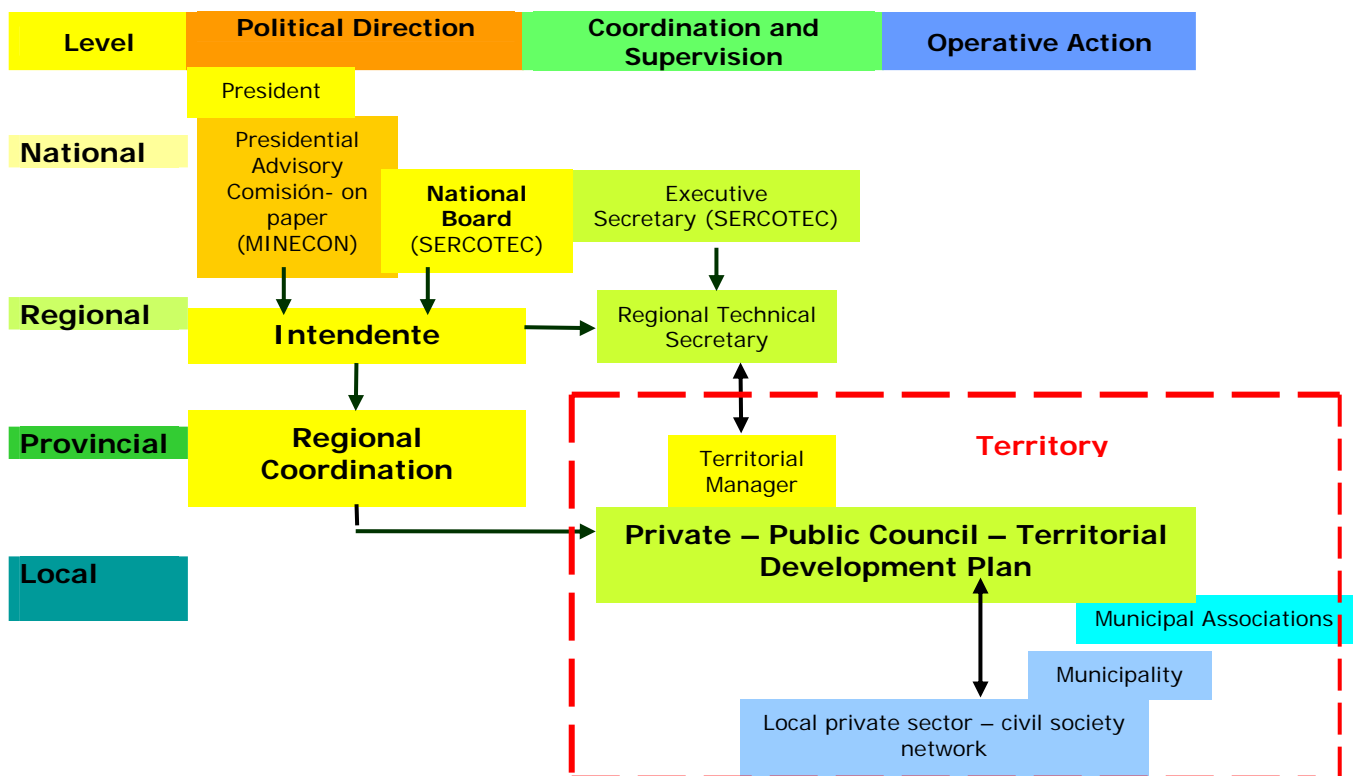 Level
Political Direction
Coordination and
Supervision
Operative Action
President
National
Presidential
Advisory
Comisión- on
paper
(MINECON)
National
Board
(SERCOTEC)
Executive
Secretary (SERCOTEC)
Regional
Intendente
Regional Technical
Secretary
Provincial
Regional
Coordination
Territory
Territorial
Manager
Private – Public Council – Territorial
Development Plan
Local
Municipal Associations
Municipality
Local private sector – civil society
network